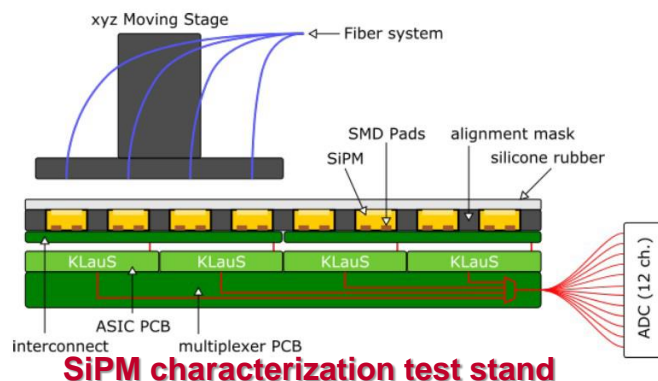 xyz Moving Stage
Fiber system
SMD Pads
alignment mask
SiPM
silicone rubber
KLauS
KLauS
KLauS
KLauS
ADC (12 ch.)
ASIC PCB
interconnect
multiplexer PCB
SiPM characterization test stand